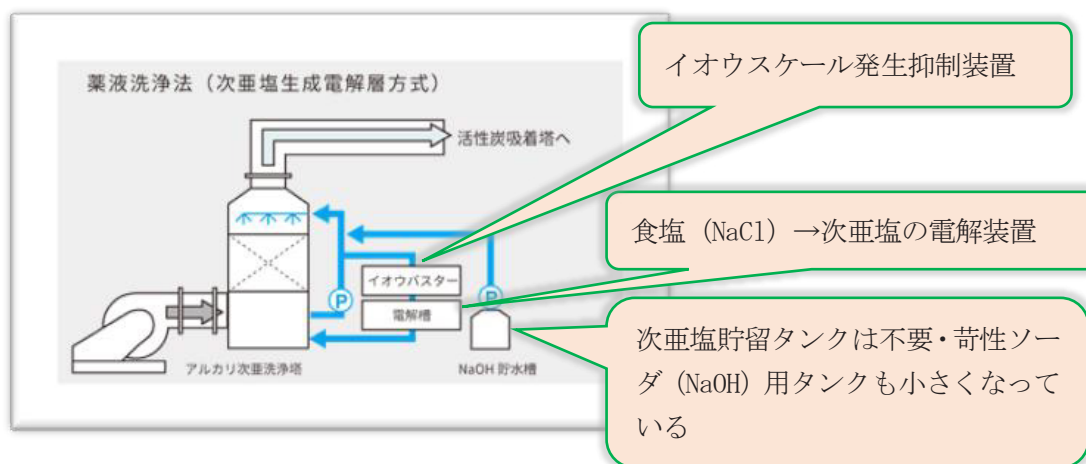 イオウスケール発生抑制装置
薬液洗浄法（次亜塩生成電解層方式）
活性炭吸着塔へ
食塩（NaCl）→次亜塩の電解装置
イオウバスター
P
P
電解槽
次亜塩貯留タンクは不要・苛性ソー
ダ（NaOH）用タンクも小さくなって
いる
アルカリ次亜洗浄塔
NaOH 貯水槽